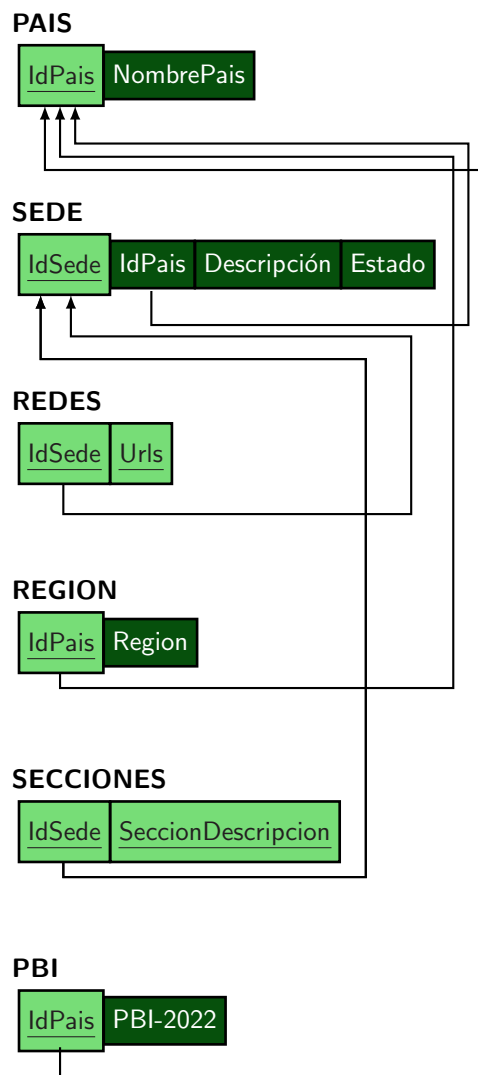 PAIS
IdPais NombrePais
SEDE
IdSede IdPais Descripción Estado
REDES
IdSede Urls
REGION
IdPais Region
SECCIONES
IdSede SeccionDescripcion
PBI
IdPais PBI-2022